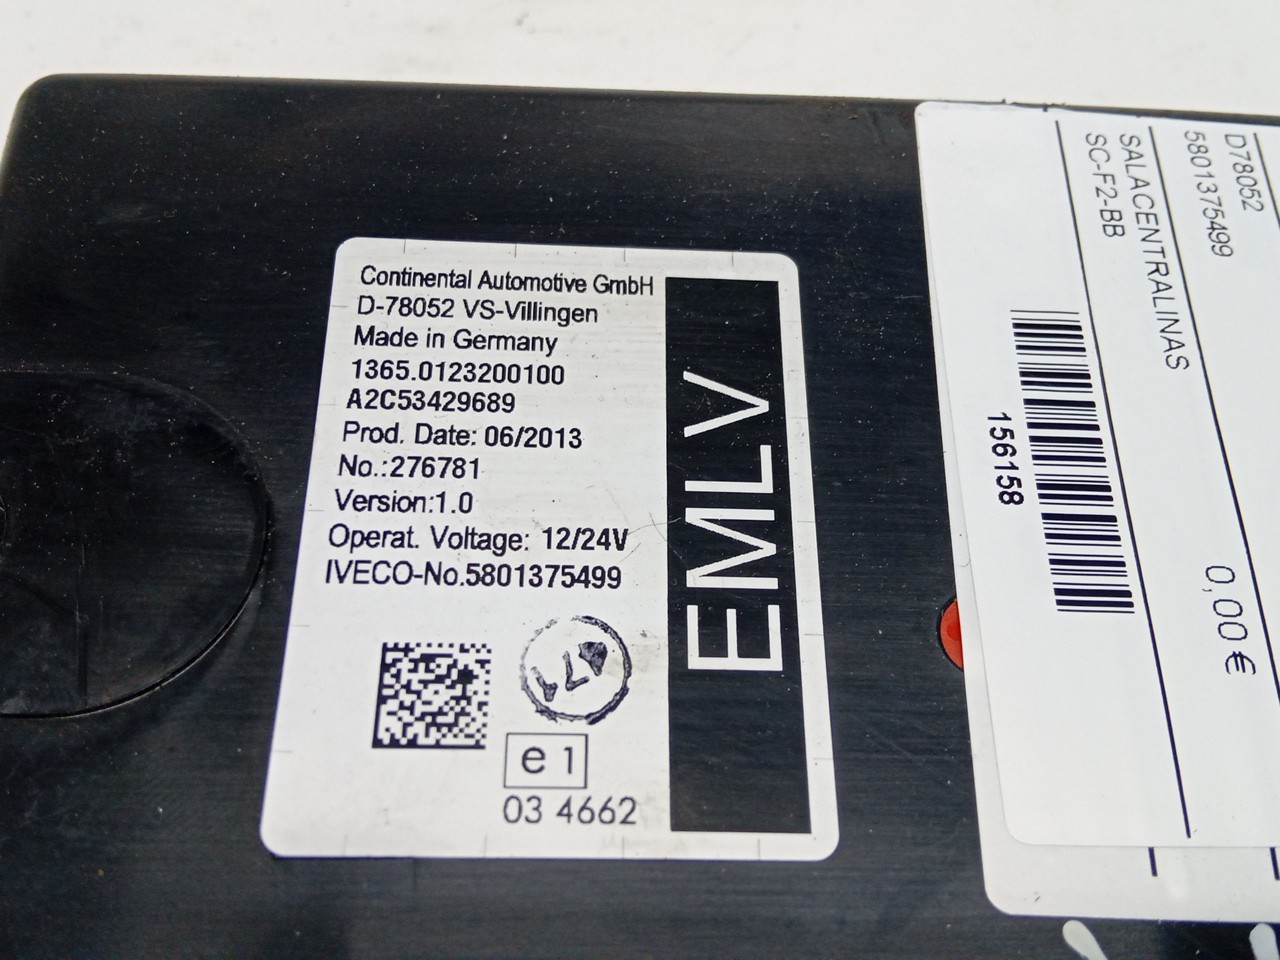 Continental Automotive GmbH
D-78052 VS-Villingen
Made in Germany
1365.0123200100
A2C53429689
Prod. Date: 06/2013
No.:276781
Version:1.0
Operat. Voltage: 12/24V
IVECO-No.5801375499
EMLV
e1
03 4662
D78052
5801375499
SALACENTRALINAS
SC-F2-BB
156158
0,00 €